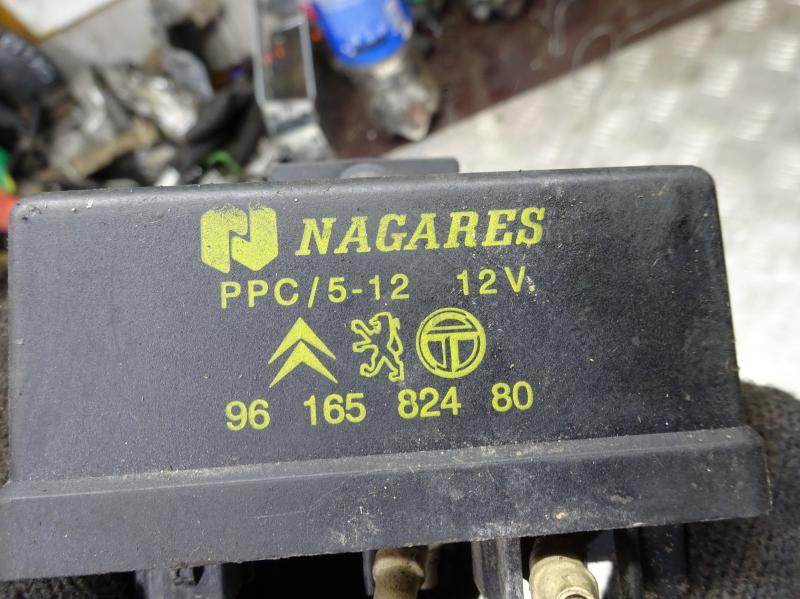 NAGARES
PPC/5-12 12V.
96 165 824 80